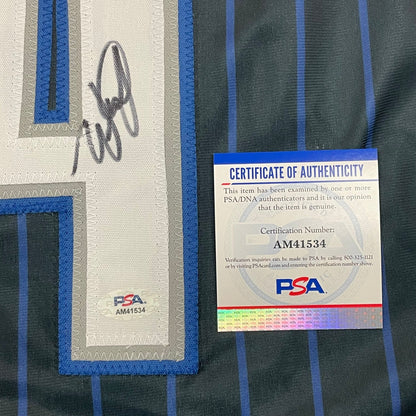 CERTIFICATE OF AUTHENTICITY
This item has been examined by one or more
PSA/DNA authenticators and it is our opinion
that the item is genuine.
Certification Number:
AM41534
Verification inquiries can be made to PSA by calling 800-325-1121
or by visiting PSAcard.com and entering the certification number above.
PSA
PSA
AM41534